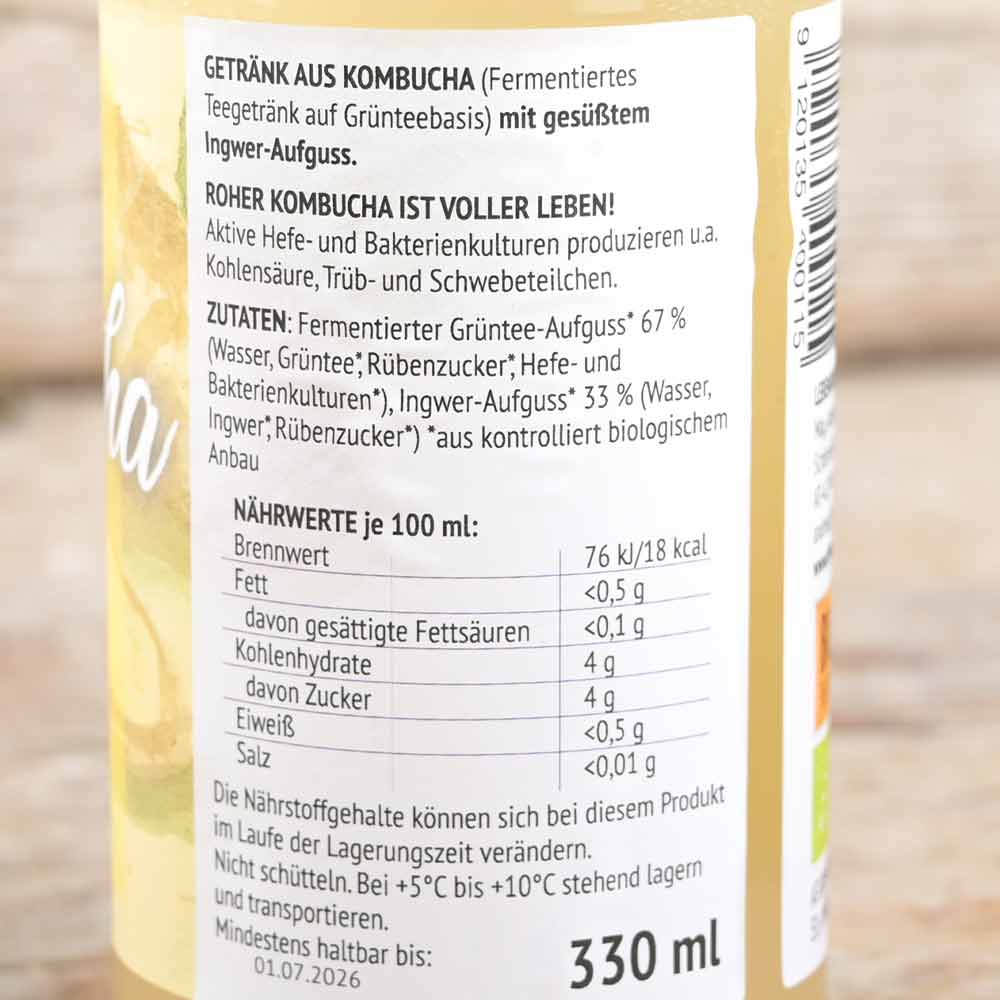 GETRÄNK AUS KOMBUCHA (Fermentiertes
Teegetränk auf Grünteebasis) mit gesüßtem
Ingwer-Aufguss.
ROHER KOMBUCHA IST VOLLER LEBEN!
Aktive Hefe- und Bakterienkulturen produzieren u.a.
Kohlensäure, Trüb- und Schwebeteilchen.
ZUTATEN: Fermentierter Grüntee-Aufguss* 67 %
(Wasser, Grüntee*, Rübenzucker*, Hefe- und
Bakterienkulturen*), Ingwer-Aufguss* 33 % (Wasser,
Ingwer*, Rübenzucker*) *aus kontrolliert biologischem
Anbau
NÄHRWERTE je 100 ml:
Brennwert 76 kJ/18 kcal
Fett <0,5 g
davon gesättigte Fettsäuren <0,1 g
Kohlenhydrate 4 g
davon Zucker 4 g
Eiweiß <0,5 g
Salz <0,01 g
Die Nährstoffgehalte können sich bei diesem Produkt
im Laufe der Lagerungszeit verändern.
Nicht schütteln. Bei +5°C bis +10°C stehend lagern
und transportieren.
Mindestens haltbar bis:
01.07.2026
330 ml
ha
9 120135 400115